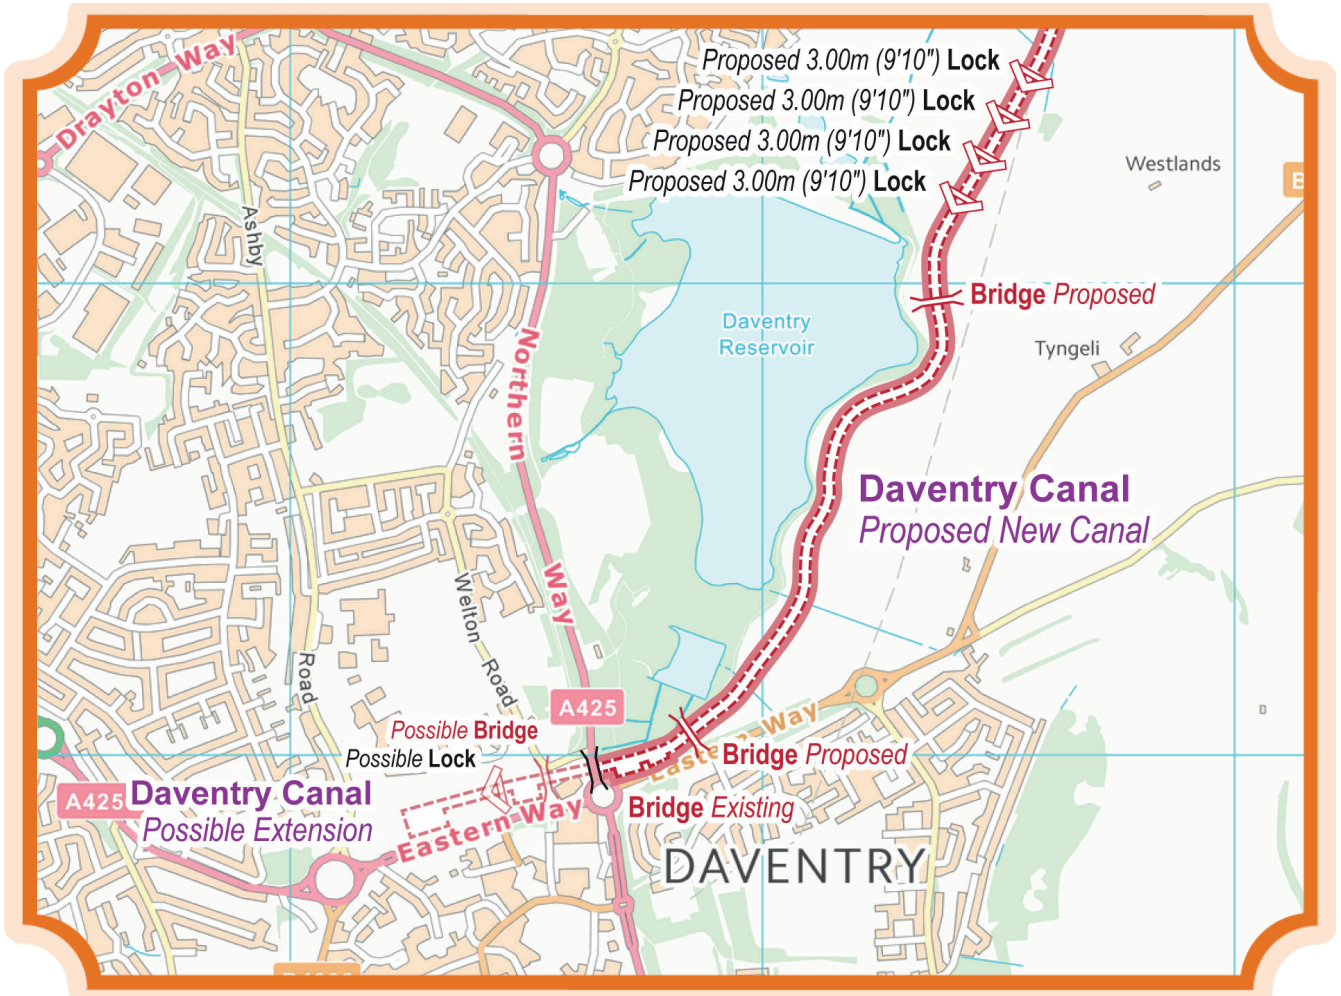 Drayton Way
Proposed 3.00m (9'10") Lock
Proposed 3.00m (9'10") Lock
Proposed 3.00m (9'10") Lock
Proposed 3.00m (9'10") Lock
Westlands
B
Ashby
Bridge Proposed
Daventry
Reservoir
Tyngeli
Northern
Daventry Canal
Proposed New Canal
Way
Welton Road
Road
A425
Possible Bridge
Possible Lock
Eastern Way
Bridge Proposed
A425
Daventry Canal
Possible Extension
Eastern Way
Bridge Existing
DAVENTRY